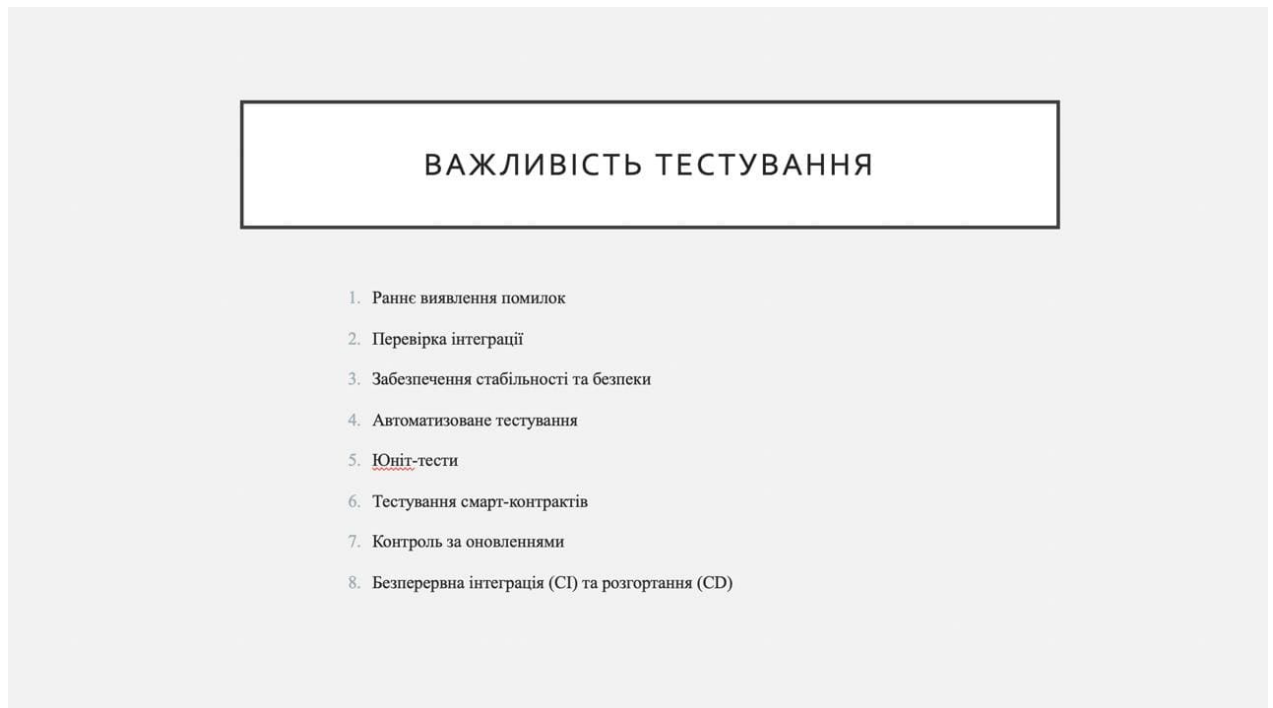 ВАЖЛИВІСТЬ ТЕСТУВАННЯ
1. Раннє виявлення помилок
2. Перевірка інтеграції
3. Забезпечення стабільності та безпеки
4. Автоматизоване тестування
5. Юніт-тести
6. Тестування смарт-контрактів
7. Контроль за оновленнями
8. Безперервна інтеграція (CI) та розгортання (CD)